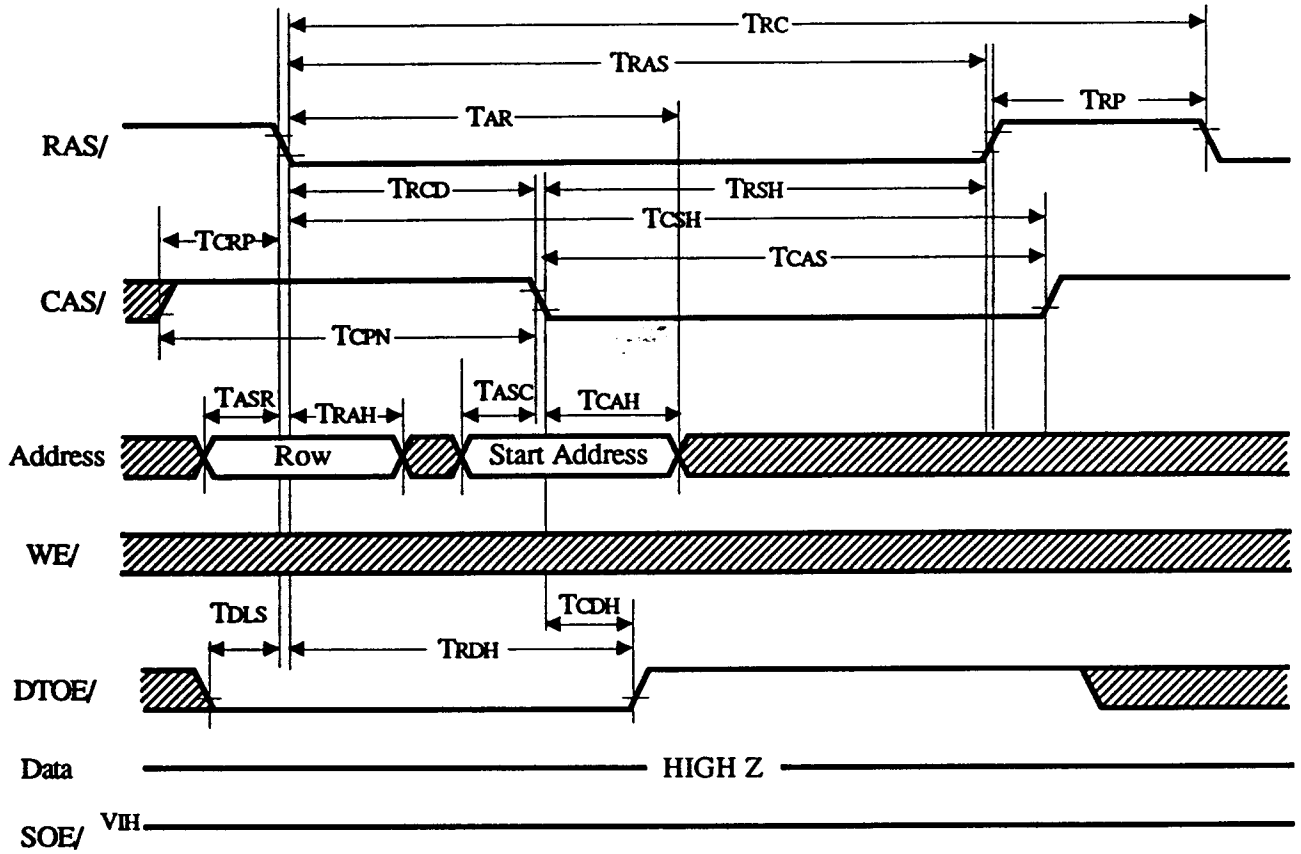 TRC
TRAS
TAR
TRP
RAS/
TRCD
TRSH
TCSH
TCRP
TCAS
CAS/
TCPN
TASR
TRAH
TASC
TCAH
Address
Row
Start Address
WE/
TDLS
TCDH
TRDH
DTOE/
Data
HIGH Z
SOE/
VIH